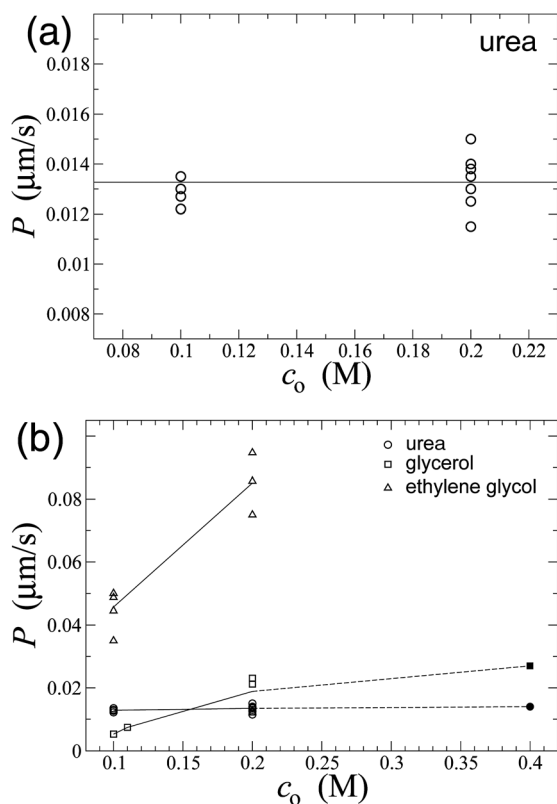 (a)
urea
0.018
0.016
0.014
0.012
0.01
0.008
P (μm/s)
0.08 0.1 0.12 0.14 0.16 0.18 0.2 0.22
cₒ (M)
(b)
urea
glycerol
ethylene glycol
0.08
0.06
0.04
0.02
0
P (μm/s)
0.1 0.15 0.2 0.25 0.3 0.35 0.4
cₒ (M)